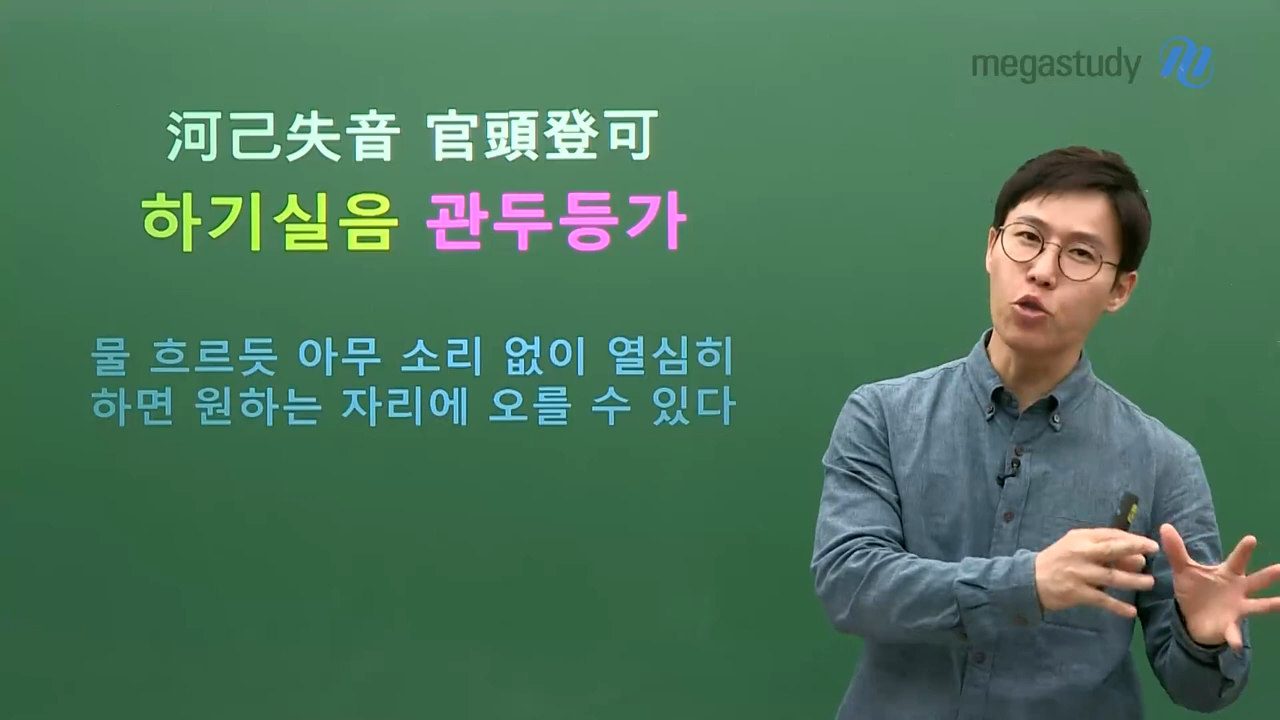 megastudy
河己失音 官頭登可
하기실음 관두등가
물 흐르듯 아무 소리 없이 열심히
하면 원하는 자리에 오를 수 있다